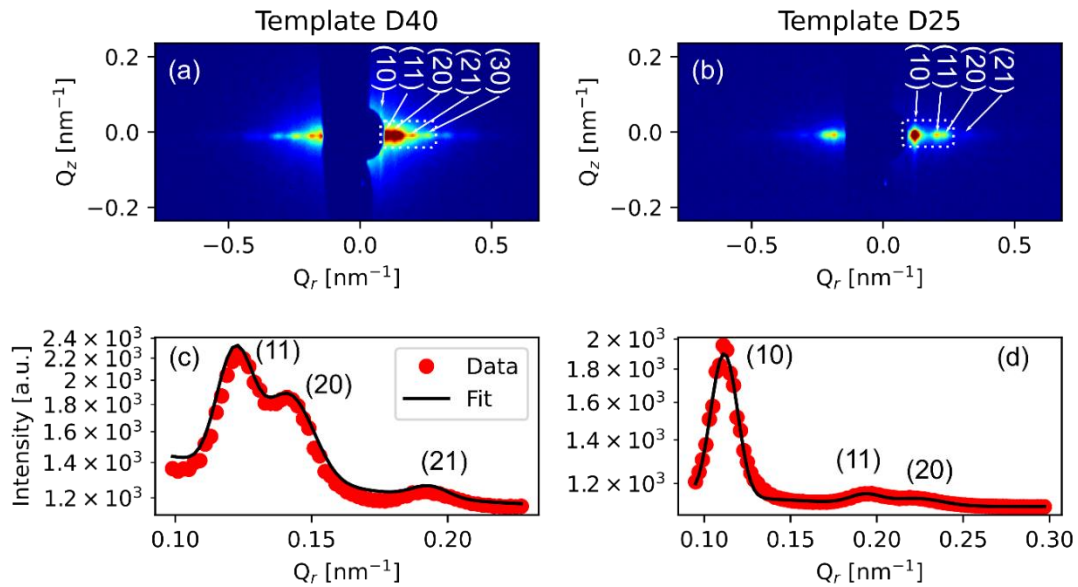 Template D40
Template D25
(a)
(10)
(11)
(20)
(21)
(30)
Q_z [nm⁻¹]
0.2
0.0
−0.2
−0.5
0.0
0.5
Q_r [nm⁻¹]
(b)
(10)
(11)
(20)
(21)
Q_z [nm⁻¹]
0.2
0.0
−0.2
−0.5
0.0
0.5
Q_r [nm⁻¹]
Intensity [a.u.]
2.4 × 10³
2.2 × 10³
2 × 10³
1.8 × 10³
1.6 × 10³
1.4 × 10³
1.2 × 10³
(c)
(11)
(20)
(21)
Data
Fit
0.10
0.15
0.20
Q_r [nm⁻¹]
2 × 10³
1.8 × 10³
1.6 × 10³
1.4 × 10³
1.2 × 10³
(10)
(d)
(11)
(20)
0.10
0.15
0.20
0.25
0.30
Q_r [nm⁻¹]